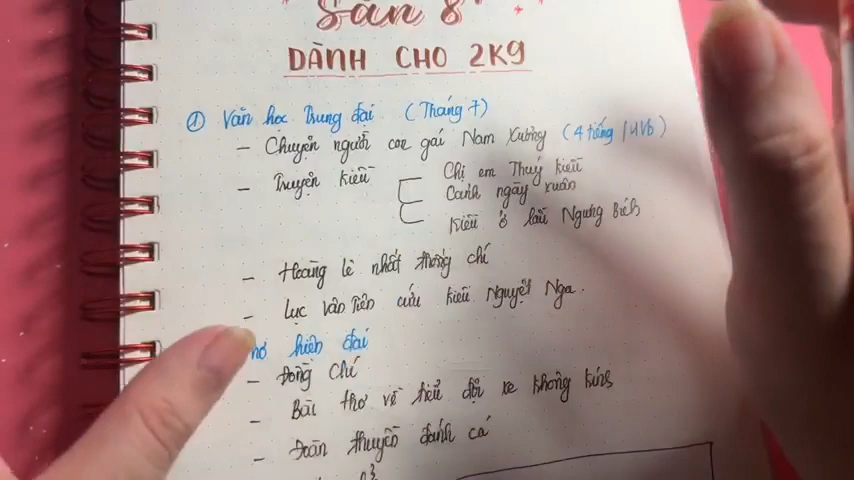 " Săn 8 "
DÀNH CHO 2K9
① Văn học Trung đại (Tháng 7)
- Chuyện người con gái Nam Xương (4 tiếng / 1Vb)
- Truyện Kiều
Chị em Thuý Kiều
Cảnh ngày xuân
Kiều ở lầu Ngưng Bích
- Hoàng lê nhất thống chí
- Lục Vân Tiên cứu Kiều Nguyệt Nga.
hơ hiện đại
- Đồng chí
- Bài thơ về tiểu đội xe không kính
- Đoàn thuyền đánh cá